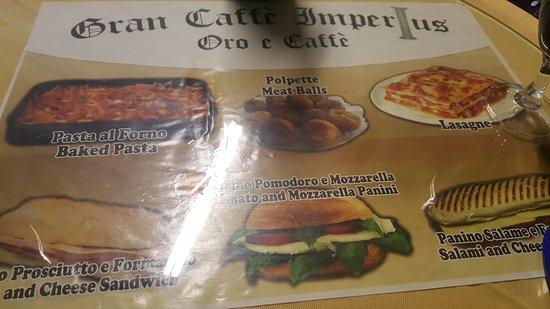 Gran Caffè Imperius
Oro e Caffè
Polpette
Meat Balls
Pasta al Forno
Baked Pasta
Lasagne
Pomodoro e Mozzarella
and Mozzarella Panini
Prosciutto e
and Cheese Sandwich
Panino Salame e
Salami and Chee